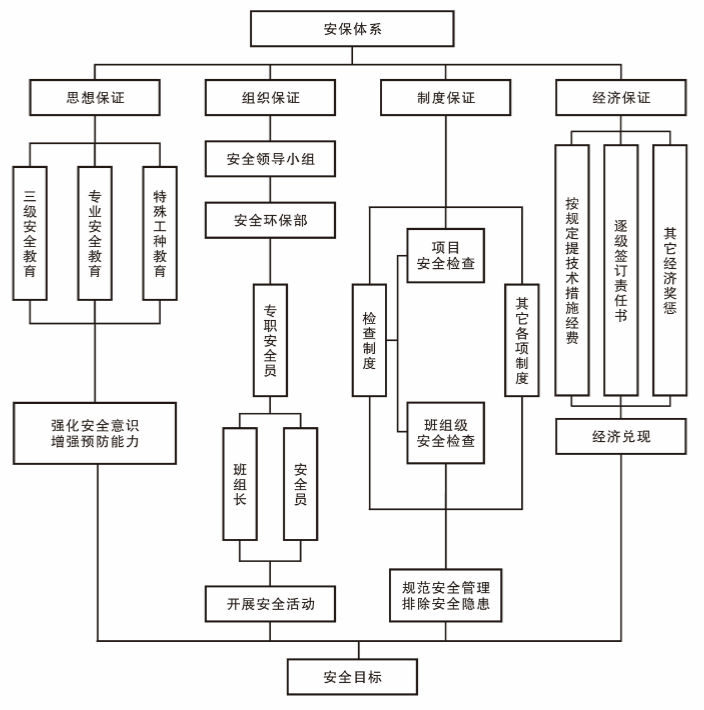 安保体系
思想保证
组织保证
制度保证
经济保证
安全领导小组
安全环保部
三级安全教育
专业安全教育
特殊工种教育
专职安全员
项目
安全检查
检查制度
其它各项制度
按规定提技术措施经费
逐级签订责任书
其它经济奖惩
强化安全意识
增强预防能力
班组长
安全员
班组级
安全检查
经济兑现
开展安全活动
规范安全管理
排除安全隐患
安全目标